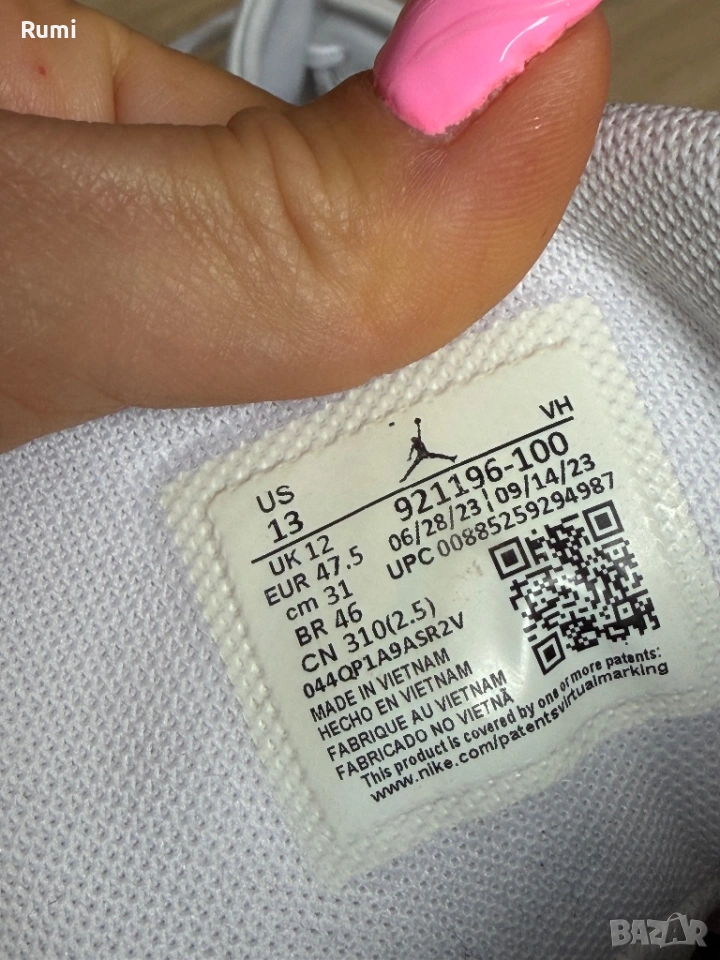 Rumi
VH
US
13
921196-100
06/28/23 | 09/14/23
UPC 00885259294987
UK 12
EUR 47.5
cm 31
BR 46
CN 310(2.5)
044QP1A9ASR2V
MADE IN VIETNAM
HECHO EN VIETNAM
FABRIQUE AU VIETNAM
FABRICADO NO VIETNÃ
This product is covered by one or more patents:
www.nike.com/patentsvirtualmarking
BAZAR